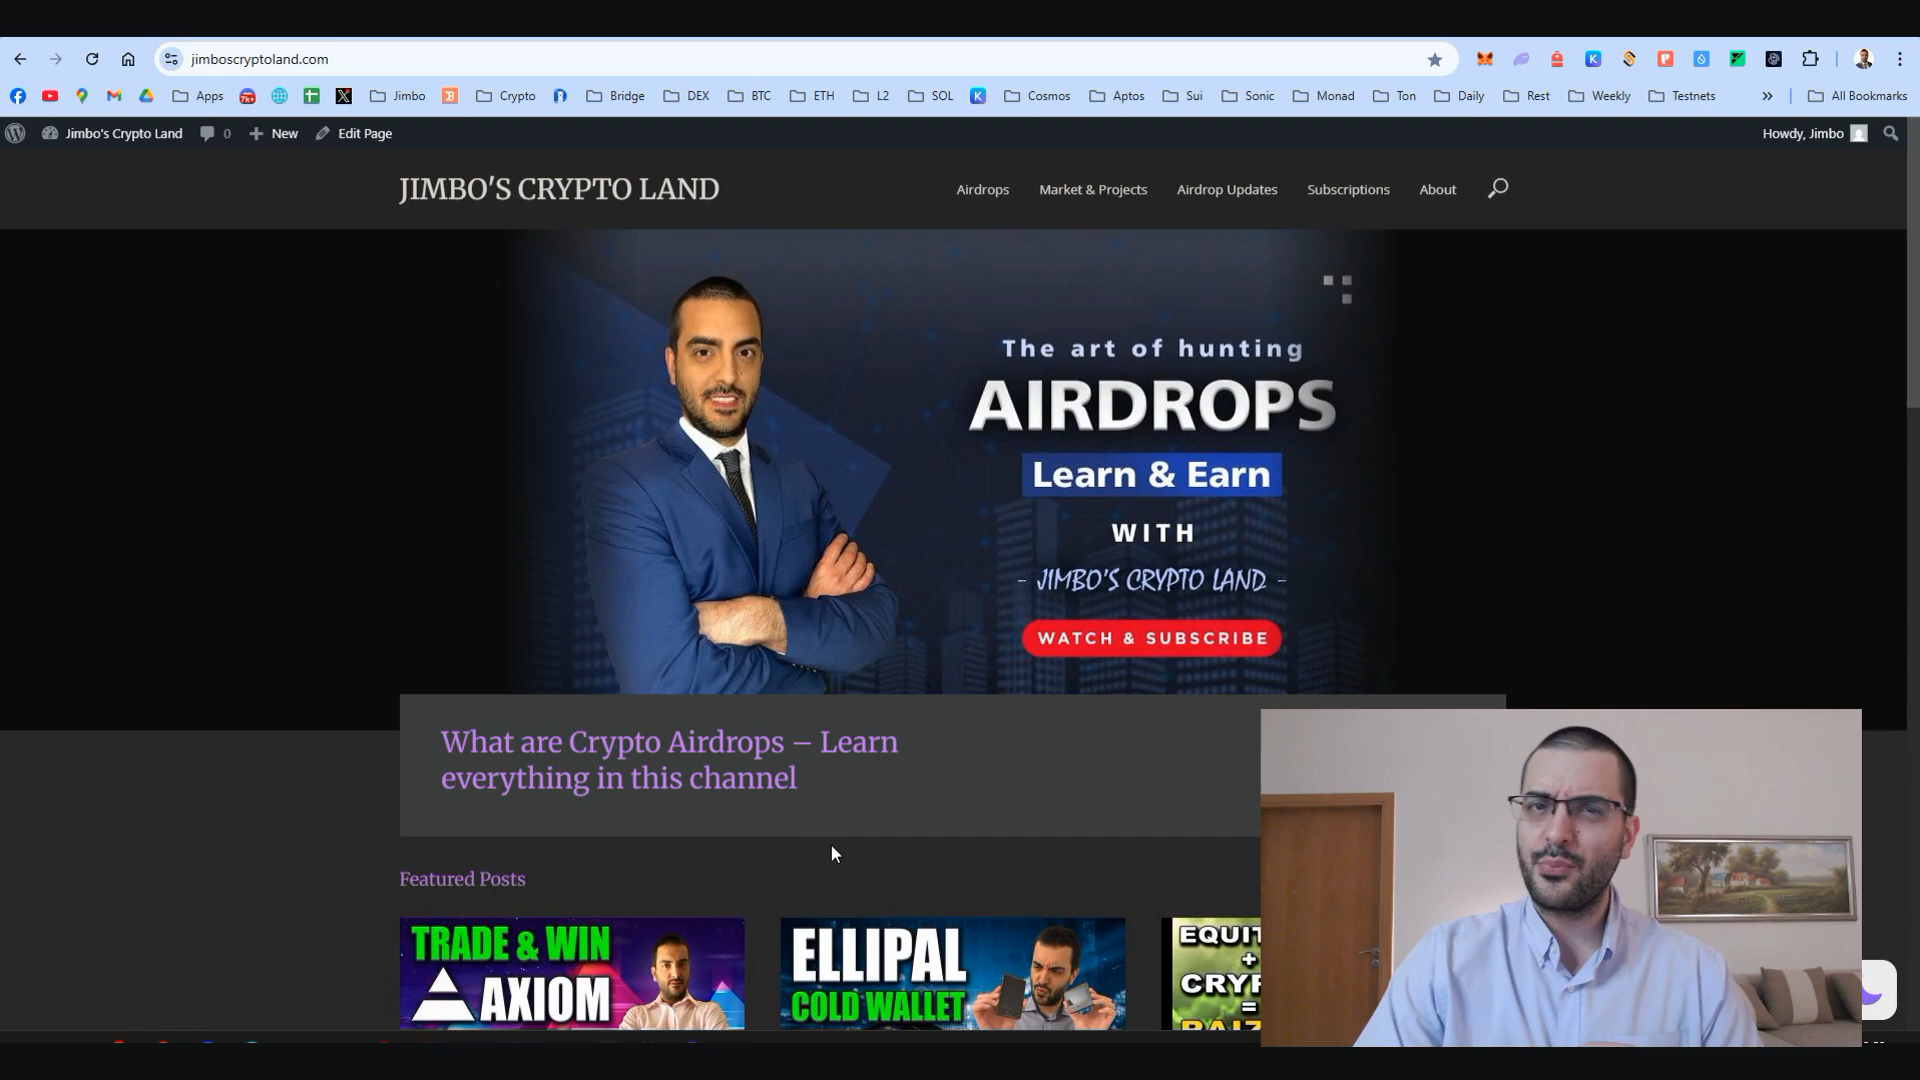 jimboscryptoland.com
Apps
7k+
Jimbo
Crypto
Bridge
DEX
BTC
ETH
L2
SOL
Cosmos
Aptos
Sui
Sonic
Monad
Ton
Daily
Rest
Weekly
Testnets
All Bookmarks
Jimbo's Crypto Land
0
New
Edit Page
Howdy, Jimbo
JIMBO'S CRYPTO LAND
Airdrops
Market & Projects
Airdrop Updates
Subscriptions
About
The art of hunting
AIRDROPS
Learn & Earn
WITH
- JIMBO'S CRYPTO LAND -
WATCH & SUBSCRIBE
What are Crypto Airdrops – Learn
everything in this channel
Featured Posts
TRADE & WIN
AXIOM
ELLIPAL
COLD WALLET
+
=